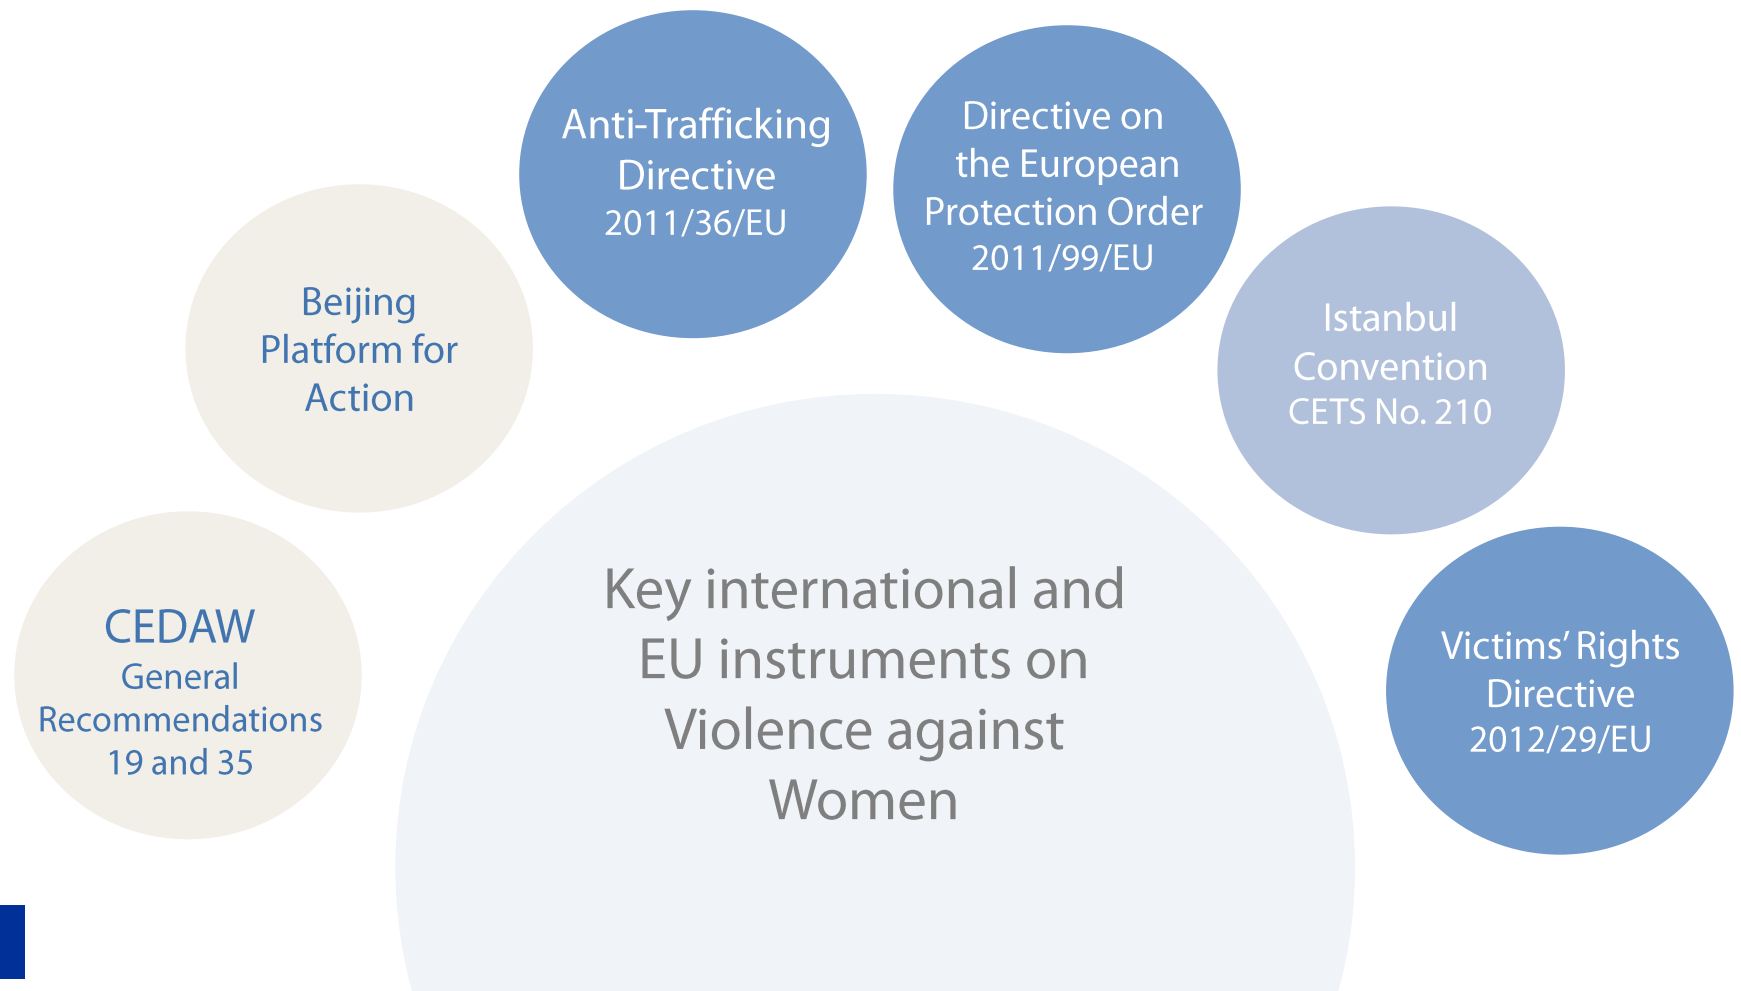 Anti-Trafficking
Directive
2011/36/EU
Directive on
the European
Protection Order
2011/99/EU
Beijing
Platform for
Action
Istanbul
Convention
CETS No. 210
CEDAW
General
Recommendations
19 and 35
Key international and
EU instruments on
Violence against
Women
Victims’ Rights
Directive
2012/29/EU